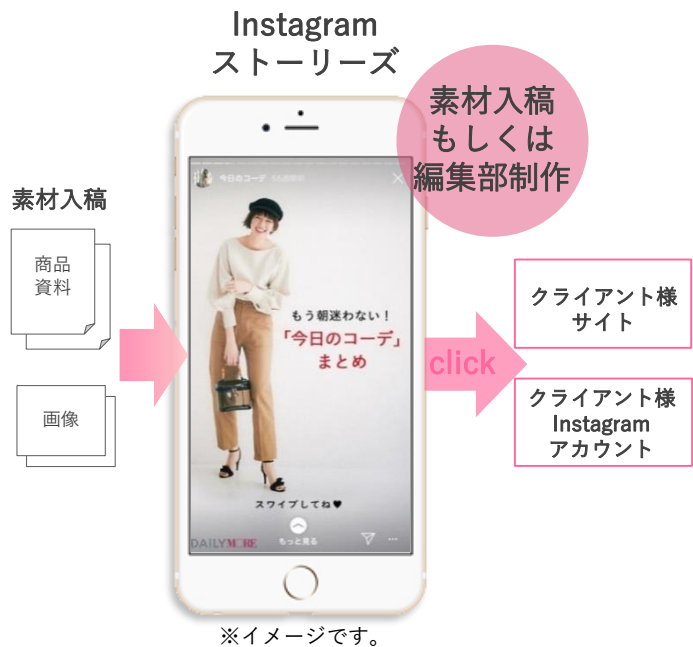 Instagram
ストーリーズ
素材入稿
もしくは
編集部制作
素材入稿
商品
資料
画像
今日のコーデ
もう朝迷わない!
「今日のコーデ」
まとめ
スワイプしてね♥
もっと見る
DAILYMORE
click
クライアント様
サイト
クライアント様
Instagram
アカウント
※イメージです。